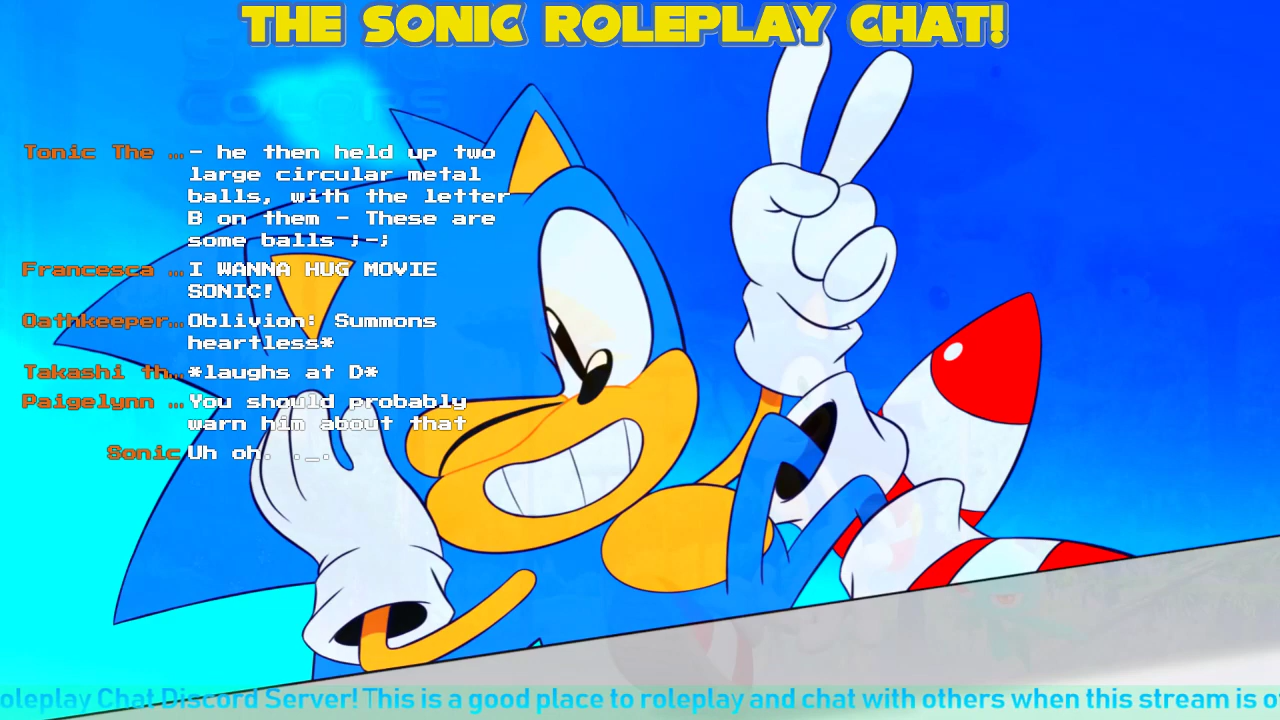 THE SONIC ROLEPLAY CHAT!
COLORS
Tonic The ... - he then held up two
large circular metal
balls, with the letter
B on them - These are
some balls ;-;
Francesca ... I WANNA HUG MOVIE
SONIC!
Oathkeeper... Oblivion: Summons
heartless*
Takashi th... *laughs at D*
Paigelynn ... You should probably
warn him about that
Sonic Uh oh. ._.
oleplay Chat Discord Server! This is a good place to roleplay and chat with others when this stream is o